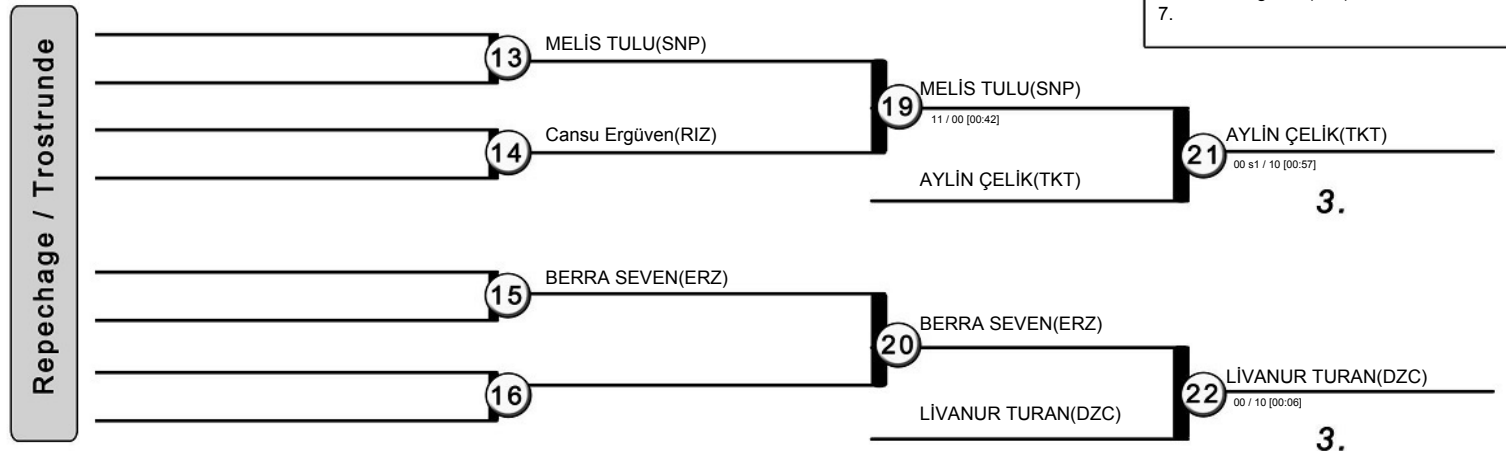 7.
Repechage / Trostrunde
13
MELİS TULU(SNP)
14
Cansu Ergüven(RIZ)
19
MELİS TULU(SNP)
11 / 00 [00:42]
AYLİN ÇELİK(TKT)
21
AYLİN ÇELİK(TKT)
00 s1 / 10 [00:57]
3.
15
BERRA SEVEN(ERZ)
16
20
BERRA SEVEN(ERZ)
LİVANUR TURAN(DZC)
22
LİVANUR TURAN(DZC)
00 / 10 [00:06]
3.